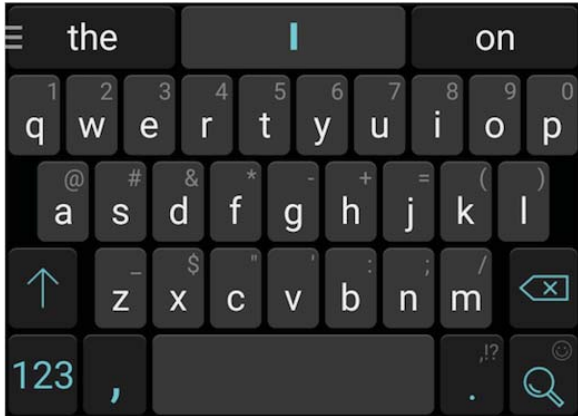 the I on
1 2 3 4 5 6 7 8 9 0
q w e r t y u i o p
@ # & * - + = ( )
a s d f g h j k l
_ $ " ' : ; /
z x c v b n m
,!?
123 , .